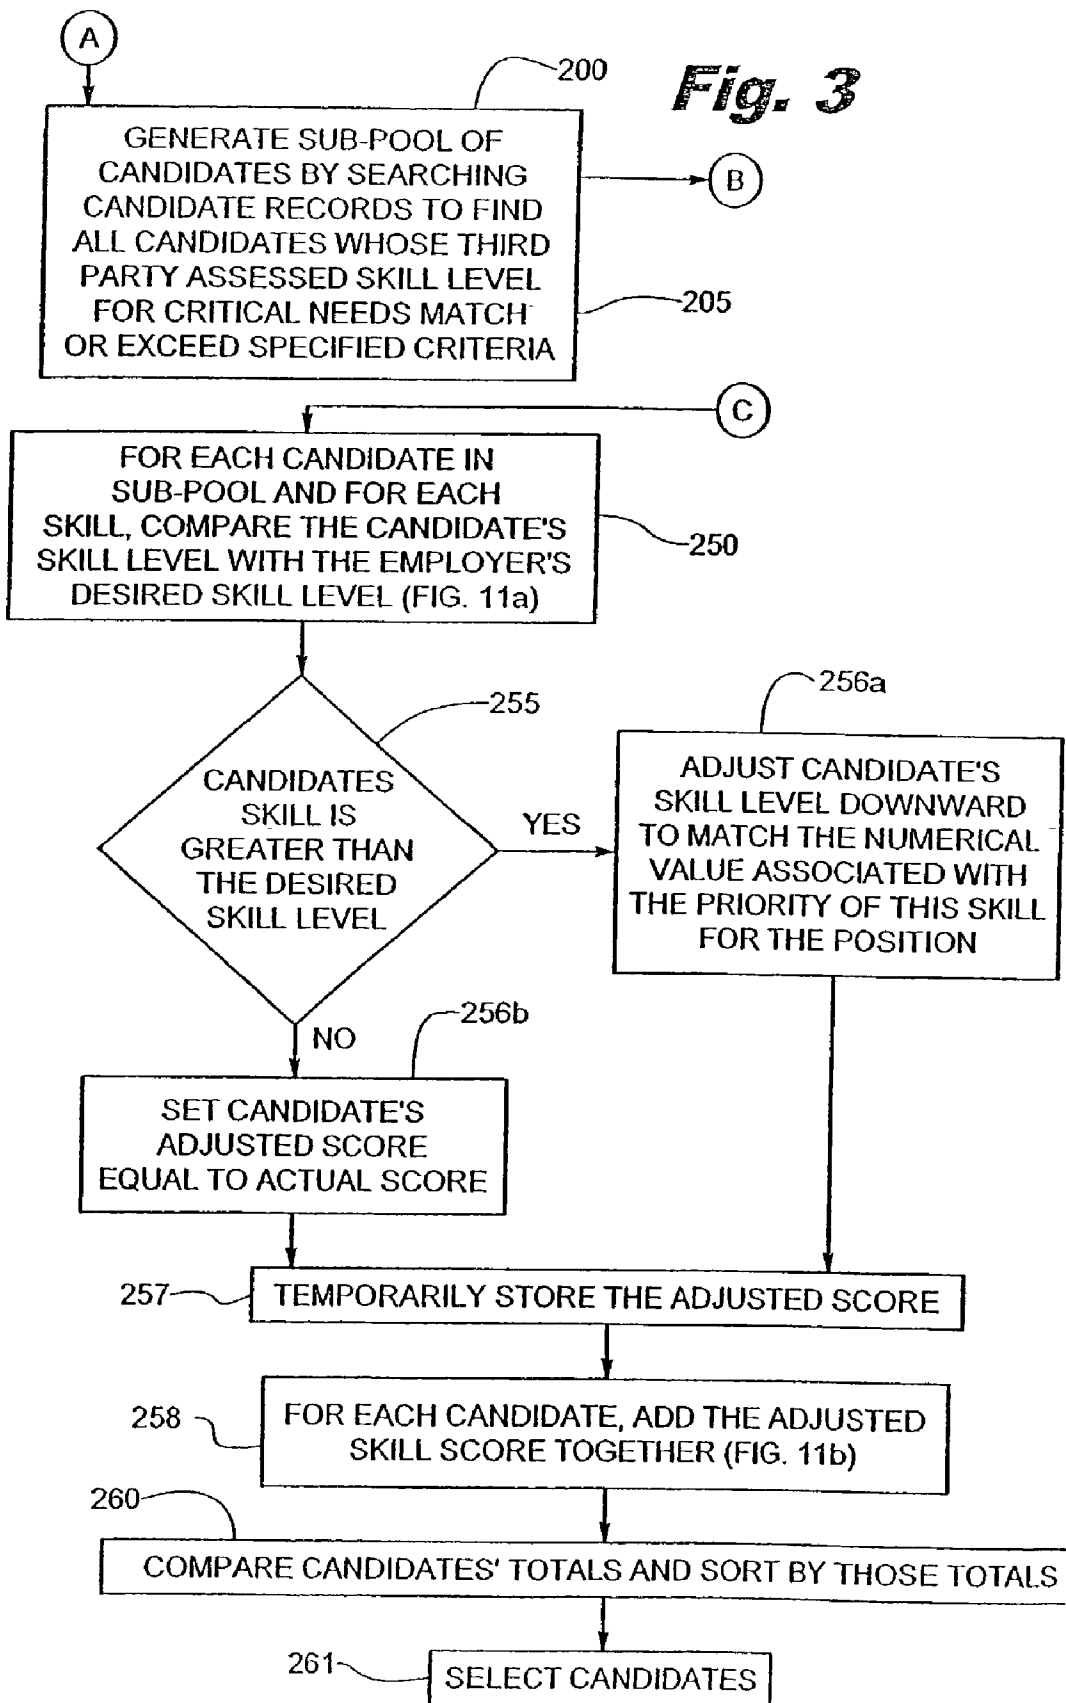 A
200
Fig. 3
GENERATE SUB-POOL OF
CANDIDATES BY SEARCHING
CANDIDATE RECORDS TO FIND
ALL CANDIDATES WHOSE THIRD
PARTY ASSESSED SKILL LEVEL
FOR CRITICAL NEEDS MATCH
OR EXCEED SPECIFIED CRITERIA
B
205
C
FOR EACH CANDIDATE IN
SUB-POOL AND FOR EACH
SKILL, COMPARE THE CANDIDATE'S
SKILL LEVEL WITH THE EMPLOYER'S
DESIRED SKILL LEVEL (FIG. 11a)
250
255
CANDIDATES
SKILL IS
GREATER THAN
THE DESIRED
SKILL LEVEL
YES
256a
ADJUST CANDIDATE'S
SKILL LEVEL DOWNWARD
TO MATCH THE NUMERICAL
VALUE ASSOCIATED WITH
THE PRIORITY OF THIS SKILL
FOR THE POSITION
NO
256b
SET CANDIDATE'S
ADJUSTED SCORE
EQUAL TO ACTUAL SCORE
257
TEMPORARILY STORE THE ADJUSTED SCORE
258
FOR EACH CANDIDATE, ADD THE ADJUSTED
SKILL SCORE TOGETHER (FIG. 11b)
260
COMPARE CANDIDATES' TOTALS AND SORT BY THOSE TOTALS
261
SELECT CANDIDATES